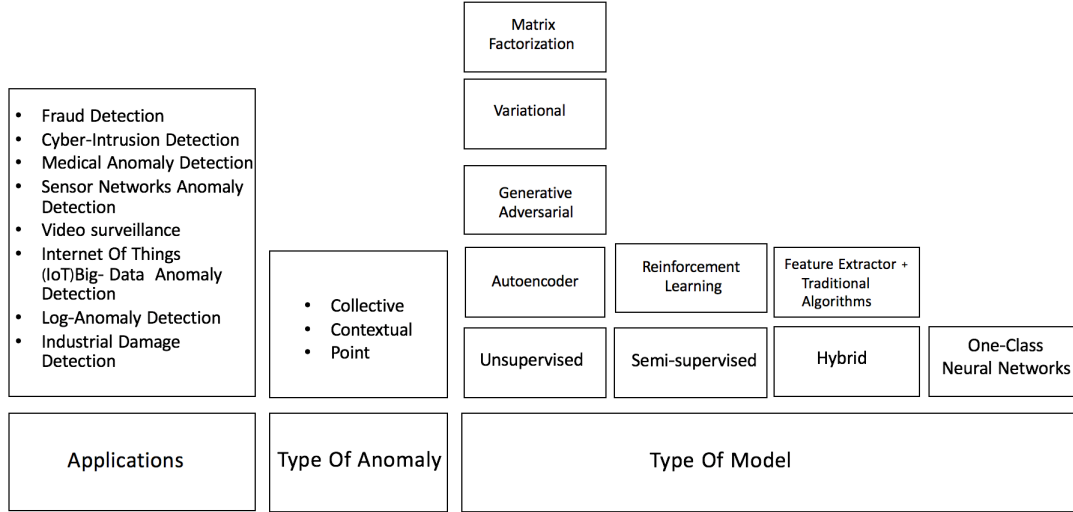 Matrix
Factorization
Variational
Generative
Adversarial
• Fraud Detection
• Cyber-Intrusion Detection
• Medical Anomaly Detection
• Sensor Networks Anomaly
Detection
• Video surveillance
• Internet Of Things
(IoT)Big- Data Anomaly
Detection
• Log-Anomaly Detection
• Industrial Damage
Detection
• Collective
• Contextual
• Point
Autoencoder
Reinforcement
Learning
Feature Extractor +
Traditional
Algorithms
Unsupervised
Semi-supervised
Hybrid
One-Class
Neural Networks
Applications
Type Of Anomaly
Type Of Model